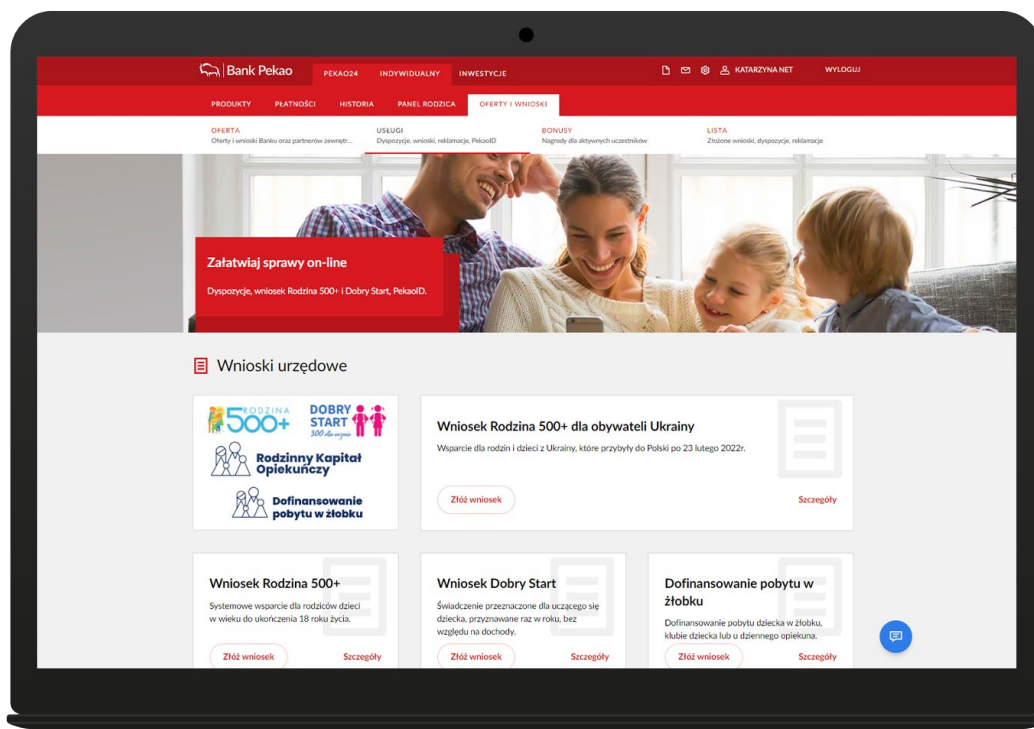 Bank Pekao
PEKAO24 INDYWIDUALNY INWESTYCJE
KATARZYNA NET WYLOGUJ
PRODUKTY PŁATNOŚCI HISTORIA PANEL RODZICA OFERTY I WNIOSKI
OFERTA
Oferty i wnioski Banku oraz partnerów zewnętr...
USŁUGI
Dyspozycje, wnioski, reklamacje, PekaoID
BONUSY
Nagrody dla aktywnych uczestników
LISTA
Złożone wnioski, dyspozycje, reklamacje
Załatwiaj sprawy on-line
Dyspozycje, wniosek Rodzina 500+ i Dobry Start, PekaoID.
Wnioski urzędowe
RODZINA
500+
DOBRY
START
300 dla ucznia
Rodzinny Kapitał
Opiekuńczy
Dofinansowanie
pobytu w żłobku
Wniosek Rodzina 500+ dla obywateli Ukrainy
Wsparcie dla rodzin i dzieci z Ukrainy, które przybyły do Polski po 23 lutego 2022r.
Złóż wniosek Szczegóły
Wniosek Rodzina 500+
Systemowe wsparcie dla rodziców dzieci
w wieku do ukończenia 18 roku życia.
Złóż wniosek Szczegóły
Wniosek Dobry Start
Świadczenie przeznaczone dla uczącego się
dziecka, przyznawane raz w roku, bez
względu na dochody.
Złóż wniosek Szczegóły
Dofinansowanie pobytu w
żłobku
Dofinansowanie pobytu dziecka w żłobku,
klubie dziecka lub u dziennego opiekuna.
Złóż wniosek Szczegóły